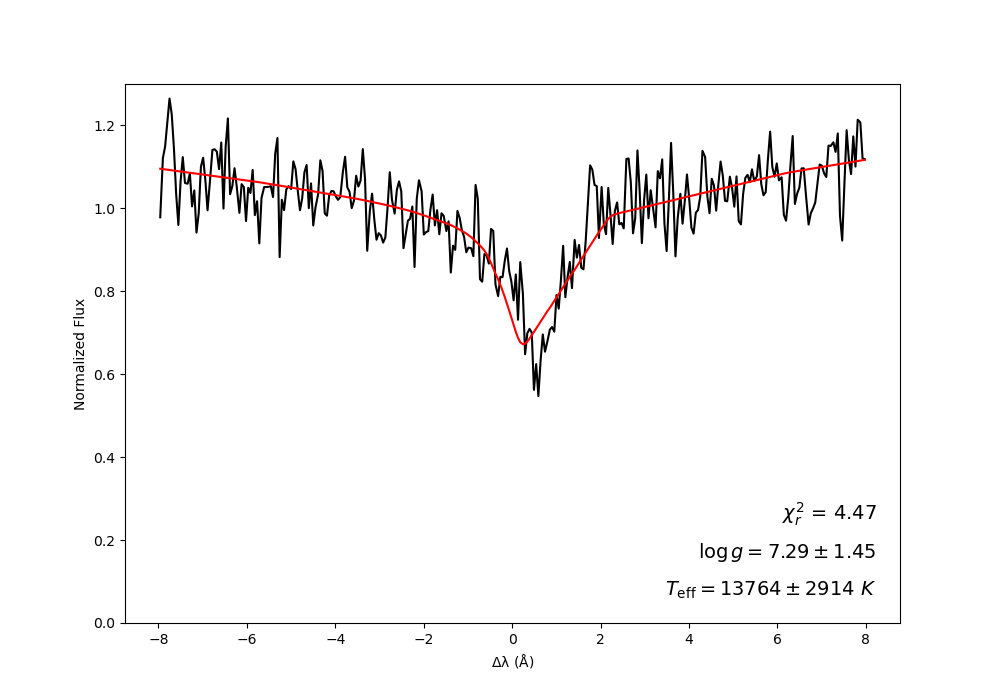 1.2
1.0
0.8
0.6
0.4
0.2
0.0
Normalized Flux
χ²ᵣ = 4.47
log g = 7.29 ± 1.45
T_eff = 13764 ± 2914 K
−8 −6 −4 −2 0 2 4 6 8
Δλ (Å)